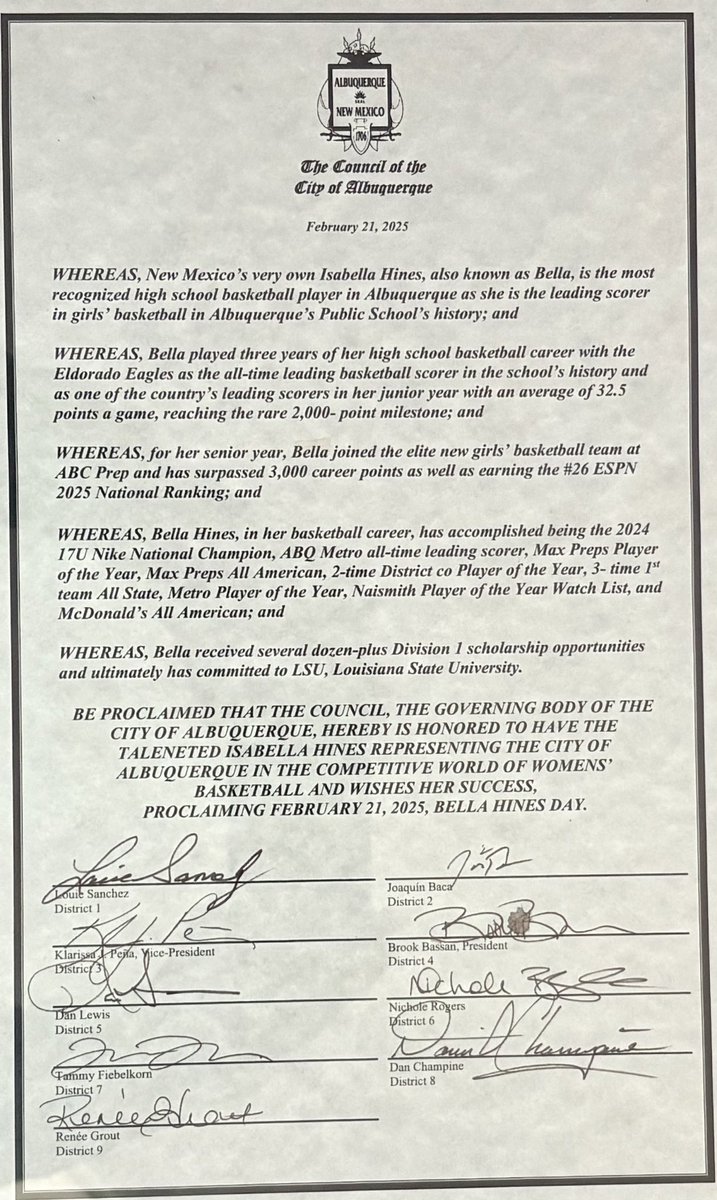 ALBUQUERQUE
SEAL
NEW MEXICO
1706
The Council of the
City of Albuquerque
February 21, 2025
WHEREAS, New Mexico's very own Isabella Hines, also known as Bella, is the most
recognized high school basketball player in Albuquerque as she is the leading scorer
in girls' basketball in Albuquerque's Public School's history; and
WHEREAS, Bella played three years of her high school basketball career with the
Eldorado Eagles as the all-time leading basketball scorer in the school's history and
as one of the country's leading scorers in her junior year with an average of 32.5
points a game, reaching the rare 2,000- point milestone; and
WHEREAS, for her senior year, Bella joined the elite new girls' basketball team at
ABC Prep and has surpassed 3,000 career points as well as earning the #26 ESPN
2025 National Ranking; and
WHEREAS, Bella Hines, in her basketball career, has accomplished being the 2024
17U Nike National Champion, ABQ Metro all-time leading scorer, Max Preps Player
of the Year, Max Preps All American, 2-time District co Player of the Year, 3- time 1st
team All State, Metro Player of the Year, Naismith Player of the Year Watch List, and
McDonald's All American; and
WHEREAS, Bella received several dozen-plus Division 1 scholarship opportunities
and ultimately has committed to LSU, Louisiana State University.
BE PROCLAIMED THAT THE COUNCIL, THE GOVERNING BODY OF THE
CITY OF ALBUQUERQUE, HEREBY IS HONORED TO HAVE THE
TALENETED ISABELLA HINES REPRESENTING THE CITY OF
ALBUQUERQUE IN THE COMPETITIVE WORLD OF WOMENS'
BASKETBALL AND WISHES HER SUCCESS,
PROCLAIMING FEBRUARY 21, 2025, BELLA HINES DAY.
Louie Sanchez
District 1
Joaquín Baca
District 2
Klarissa J. Peña, Vice-President
District 3
Brook Bassan, President
District 4
Dan Lewis
District 5
Nichole
Nichole Rogers
District 6
Tammy Fiebelkorn
District 7
Dan Champine
District 8
Renée Grout
Renée Grout
District 9